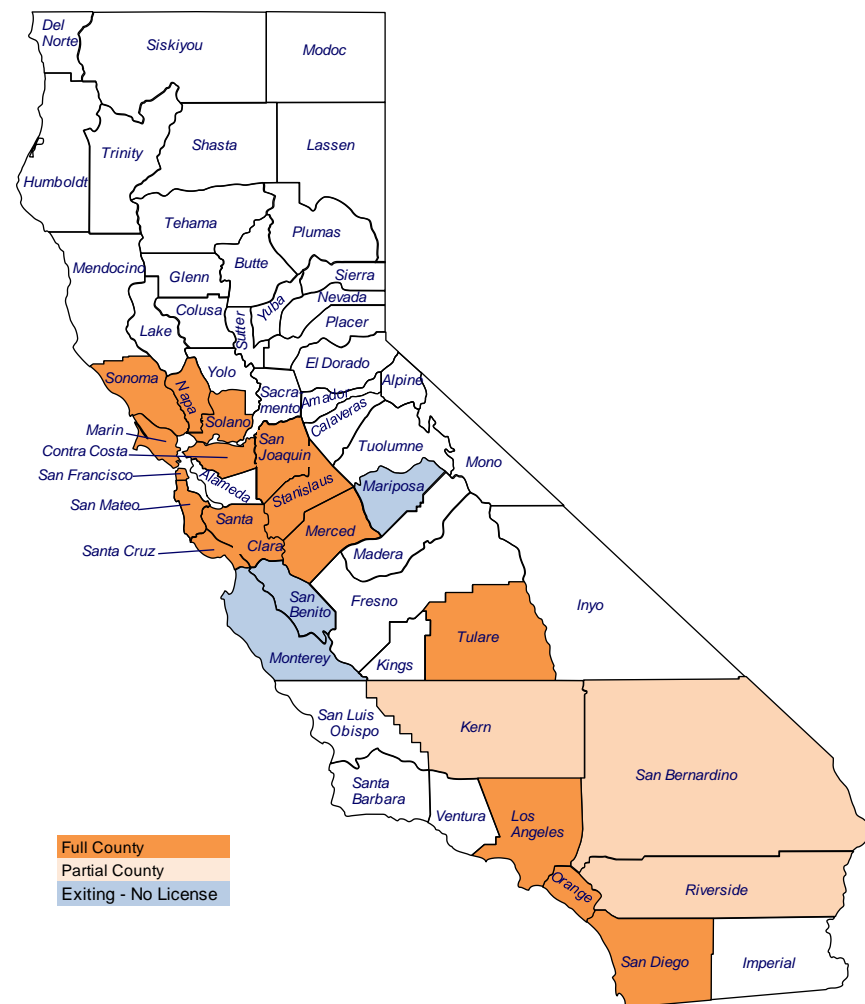 Del
Norte
Siskiyou
Modoc
Trinity
Shasta
Lassen
Humboldt
Tehama
Plumas
Mendocino
Glenn
Butte
Sierra
Colusa
Sutter
Yuba
Nevada
Lake
Placer
Sonoma
Napa
Yolo
El Dorado
Sacra-
mento
Amador
Alpine
Solano
Calaveras
Marin
San
Joaquin
Tuolumne
Contra Costa
Mono
San Francisco
Alameda
Stanislaus
Mariposa
San Mateo
Santa
Clara
Merced
Santa Cruz
Madera
San
Benito
Fresno
Inyo
Tulare
Monterey
Kings
San Luis
Obispo
Kern
San Bernardino
Santa
Barbara
Ventura
Los
Angeles
Full County
Partial County
Exiting - No License
Orange
Riverside
San Diego
Imperial